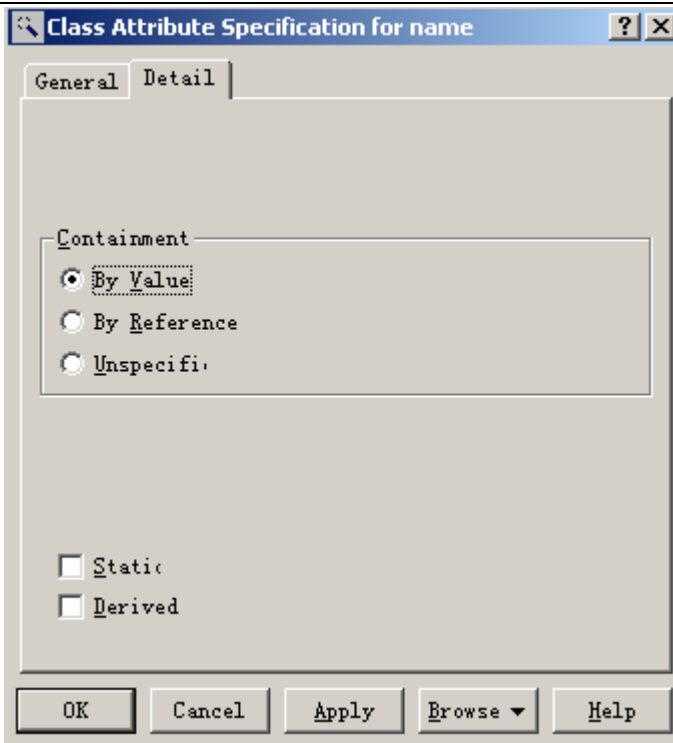 Class Attribute Specification for name
General Detail
Containment
By Value
By Reference
Unspecifi
Static
Derived
OK Cancel Apply Browse Help